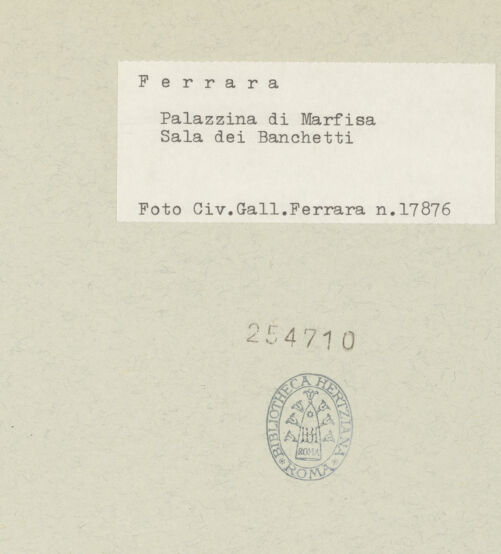 F e r r a r a
Palazzina di Marfisa
Sala dei Banchetti
Foto Civ.Gall.Ferrara n.17876
254710
BIBLIOTHECA HERTZIANA
ROMA
ROMA